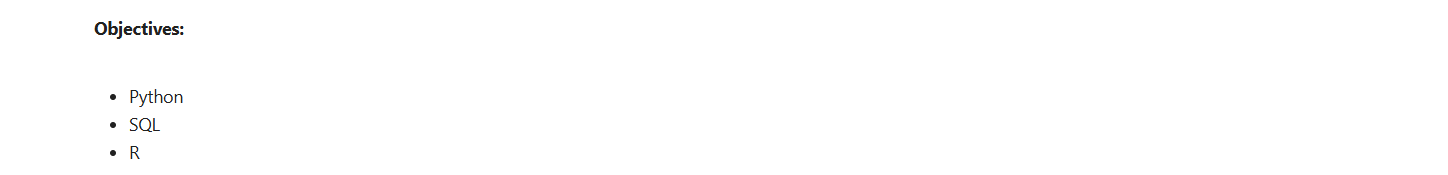 Objectives:
• Python
• SQL
• R